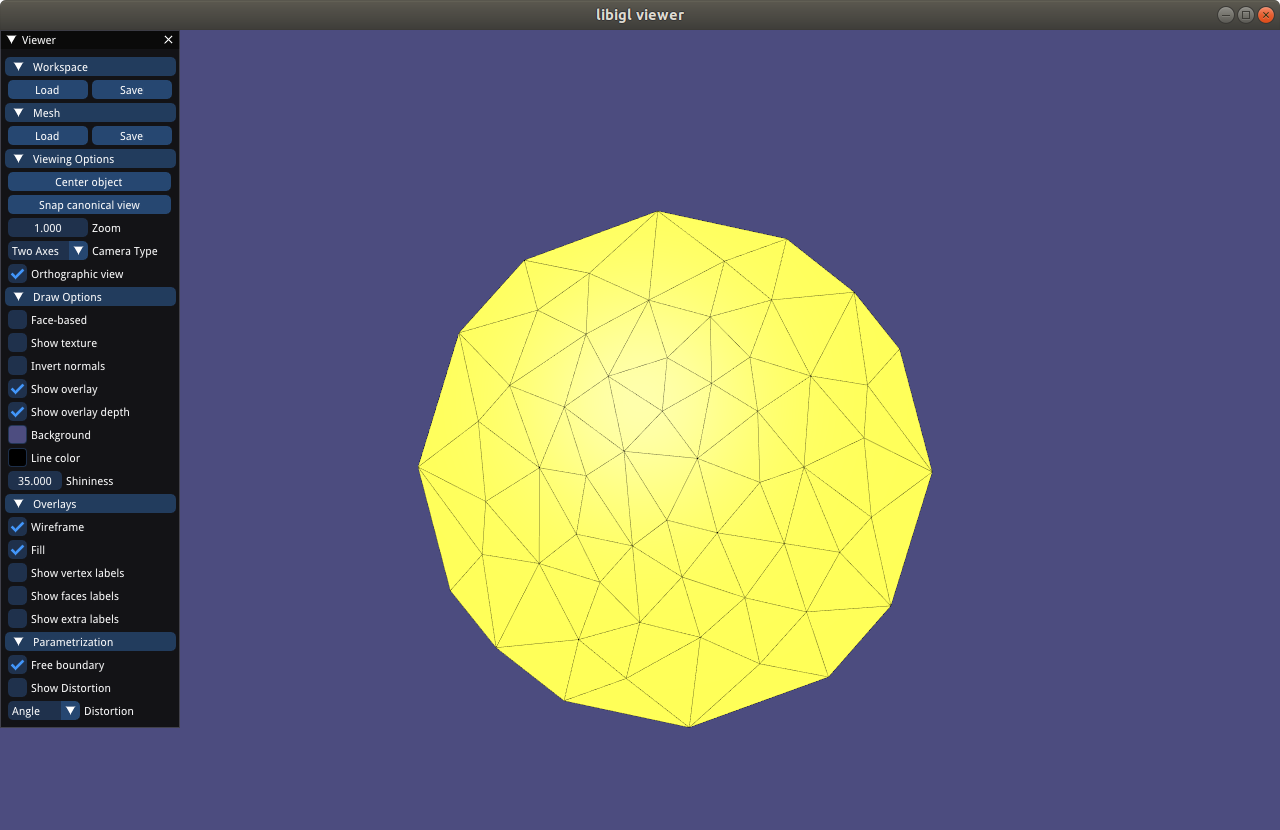 libigl viewer
Viewer
Workspace
Load Save
Mesh
Load Save
Viewing Options
Center object
Snap canonical view
1.000 Zoom
Two Axes Camera Type
Orthographic view
Draw Options
Face-based
Show texture
Invert normals
Show overlay
Show overlay depth
Background
Line color
35.000 Shininess
Overlays
Wireframe
Fill
Show vertex labels
Show faces labels
Show extra labels
Parametrization
Free boundary
Show Distortion
Angle Distortion